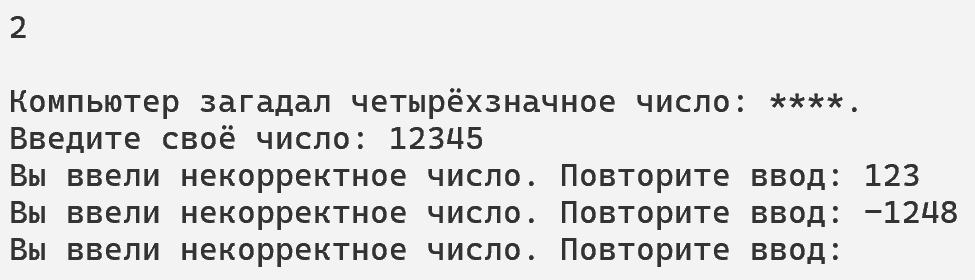 2
Компьютер загадал четырёхзначное число: ****.
Введите своё число: 12345
Вы ввели некорректное число. Повторите ввод: 123
Вы ввели некорректное число. Повторите ввод: −1248
Вы ввели некорректное число. Повторите ввод: